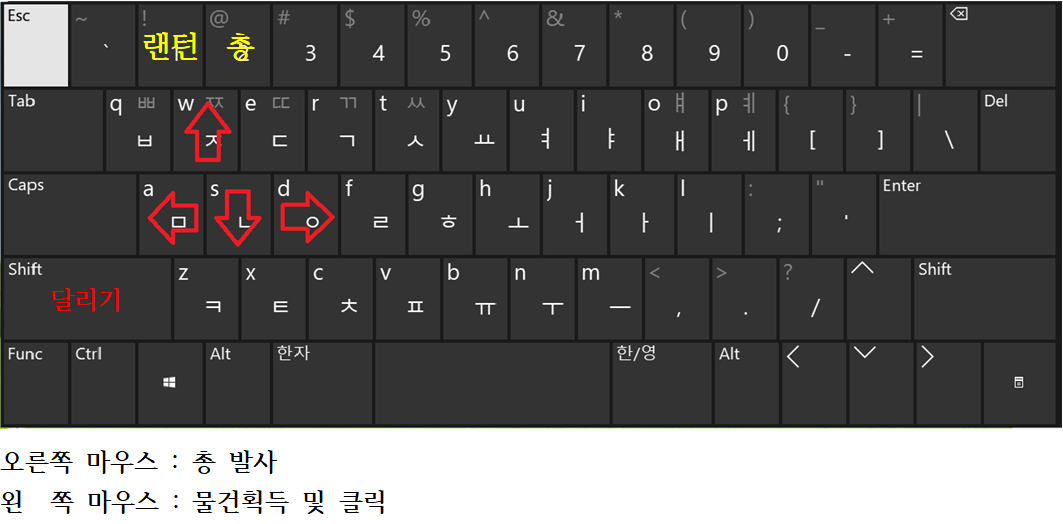 Esc ~ ` ! 랜턴 1 @ 총 2 # 3 $ 4 % 5 ^ 6 & 7 * 8 ( 9 ) 0 _ - + =
Tab q ㅃ ㅂ w ㅉ ㅈ e ㄸ ㄷ r ㄲ ㄱ t ㅆ ㅅ y ㅛ u ㅕ i ㅑ o ㅒ ㅐ p ㅖ ㅔ { [ } ] | \ Del
Caps a ㅁ s ㄴ d ㅇ f ㄹ g ㅎ h ㅗ j ㅓ k ㅏ l ㅣ : ; " ' Enter
Shift 달리기 z ㅋ x ㅌ c ㅊ v ㅍ b ㅠ n ㅜ m ㅡ < , > . ? / Shift
Func Ctrl Alt 한자 한/영 Alt
오른쪽 마우스 : 총 발사
왼 쪽 마우스 : 물건획득 및 클릭